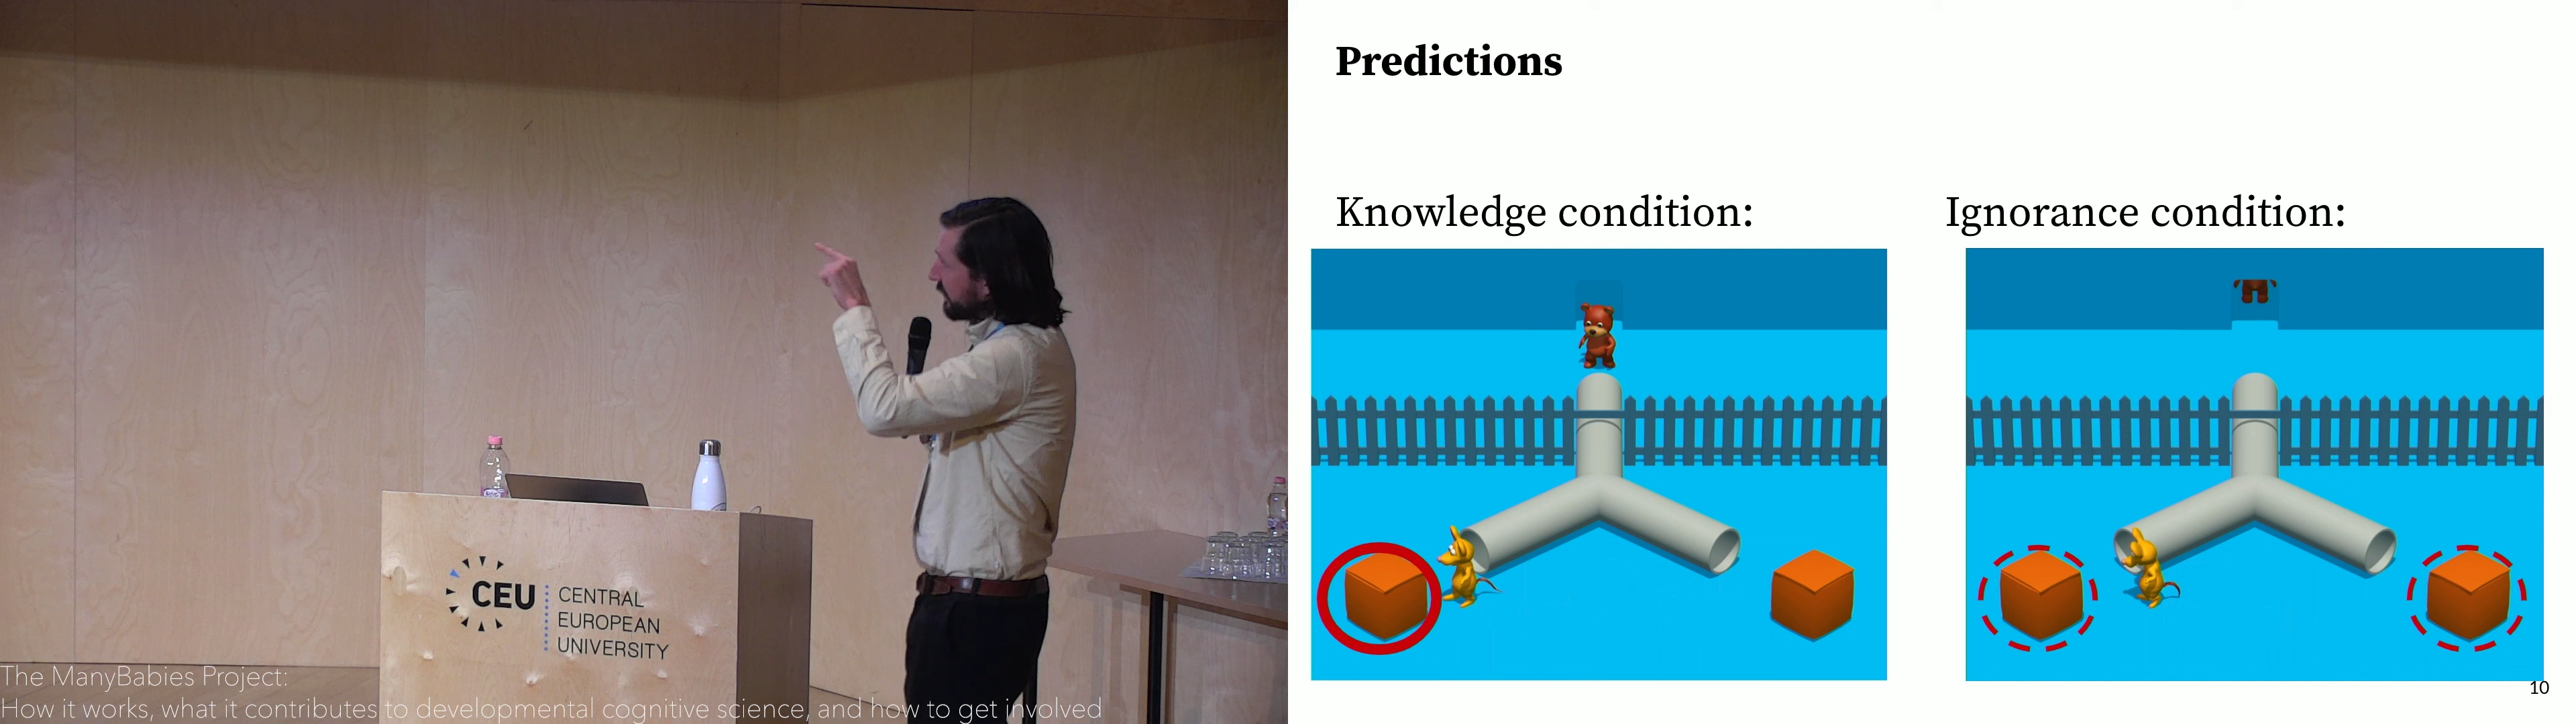 CEU
CENTRAL
EUROPEAN
UNIVERSITY
The ManyBabies Project:
How it works, what it contributes to developmental cognitive science, and how to get involved
Predictions
Knowledge condition:
Ignorance condition:
10